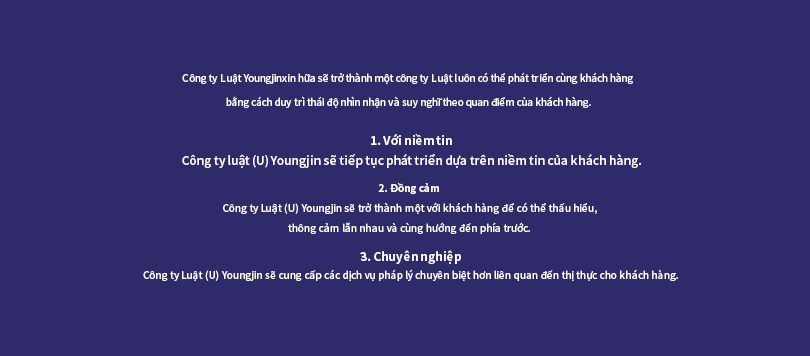 Công ty Luật Youngjinxin hữa sẽ trở thành một công ty Luật luôn có thể phát triển cùng khách hàng
bằng cách duy trì thái độ nhìn nhận và suy nghĩ theo quan điểm của khách hàng.
1. Với niềm tin
Công ty luật (U) Youngjin sẽ tiếp tục phát triển dựa trên niềm tin của khách hàng.
2. Đồng cảm
Công ty Luật (U) Youngjin sẽ trở thành một với khách hàng để có thể thấu hiểu,
thông cảm lẫn nhau và cùng hướng đến phía trước.
3. Chuyên nghiệp
Công ty Luật (U) Youngjin sẽ cung cấp các dịch vụ pháp lý chuyên biệt hơn liên quan đến thị thực cho khách hàng.